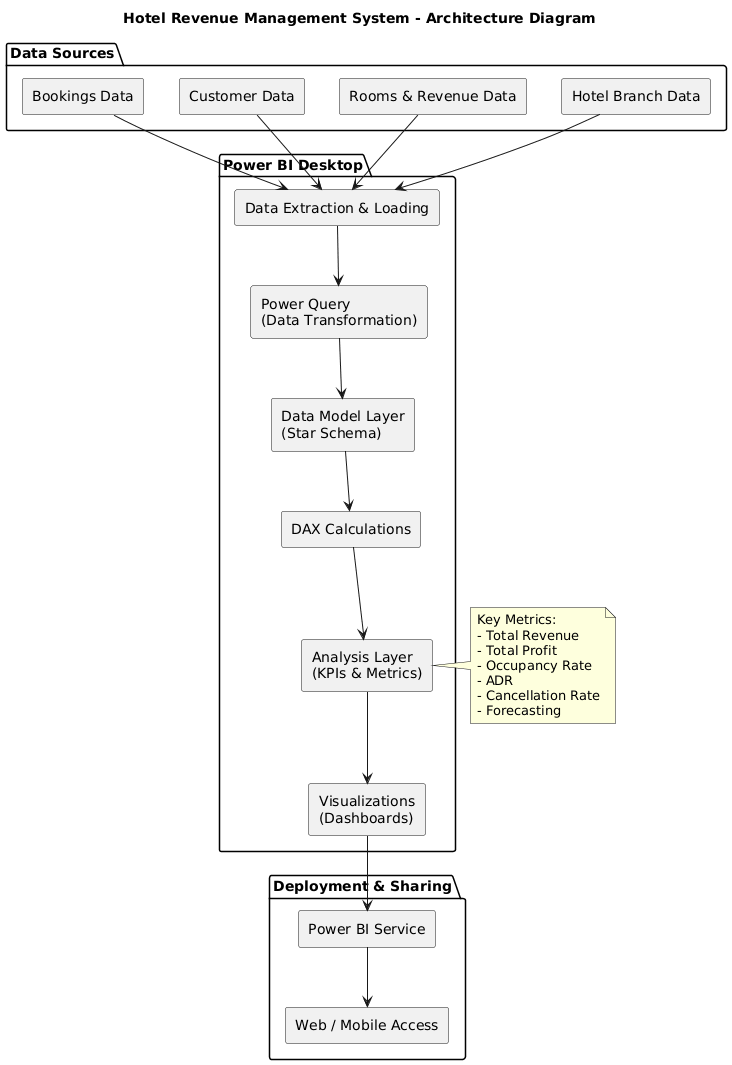 Hotel Revenue Management System - Architecture Diagram
Data Sources
Bookings Data
Customer Data
Rooms & Revenue Data
Hotel Branch Data
Power BI Desktop
Data Extraction & Loading
Power Query
(Data Transformation)
Data Model Layer
(Star Schema)
DAX Calculations
Analysis Layer
(KPIs & Metrics)
Key Metrics:
- Total Revenue
- Total Profit
- Occupancy Rate
- ADR
- Cancellation Rate
- Forecasting
Visualizations
(Dashboards)
Deployment & Sharing
Power BI Service
Web / Mobile Access